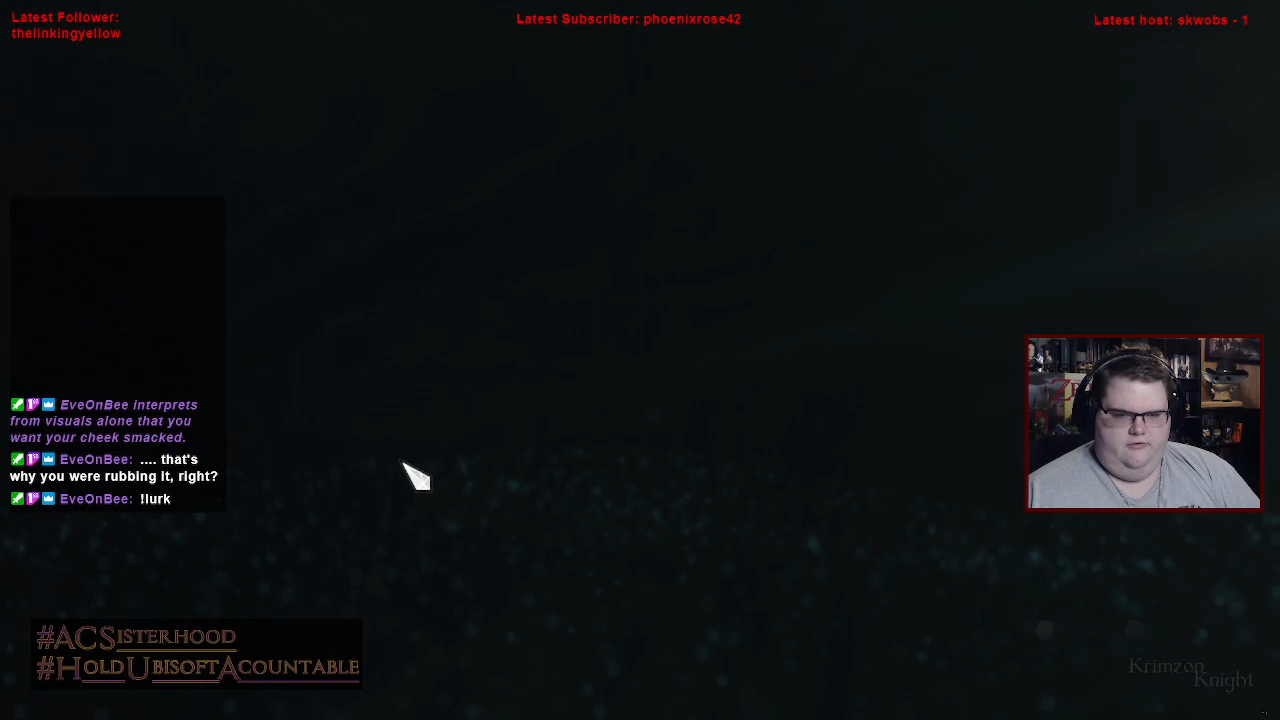 Latest Follower:
thelinkingyellow
Latest Subscriber: phoenixrose42
Latest host: skwobs - 1
EveOnBee interprets
from visuals alone that you
want your cheek smacked.
EveOnBee: .... that's
why you were rubbing it, right?
EveOnBee: !lurk
#ACSisterhood
#HoldUbisoftAcountable
Krimzon
Knight